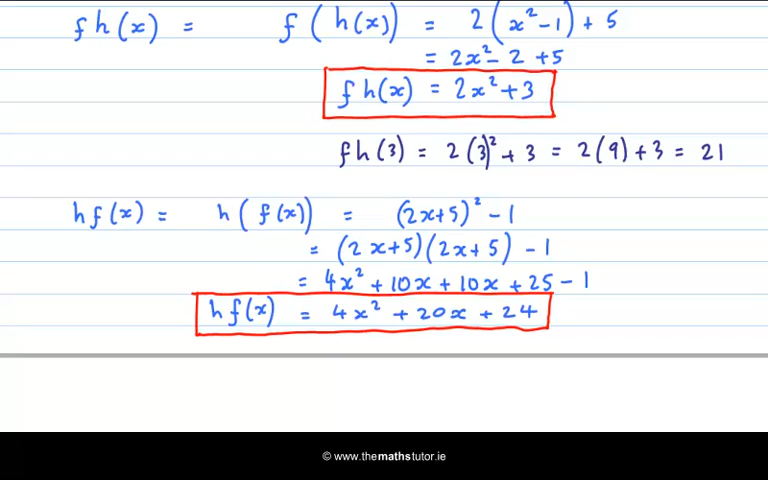 fh(x) = f(h(x)) = 2(x²-1) + 5
= 2x² - 2 + 5
fh(x) = 2x² + 3
fh(3) = 2(3)² + 3 = 2(9) + 3 = 21
hf(x) = h(f(x)) = (2x+5)² - 1
= (2x+5)(2x+5) - 1
= 4x² + 10x + 10x + 25 - 1
hf(x) = 4x² + 20x + 24
© www.themathstutor.ie